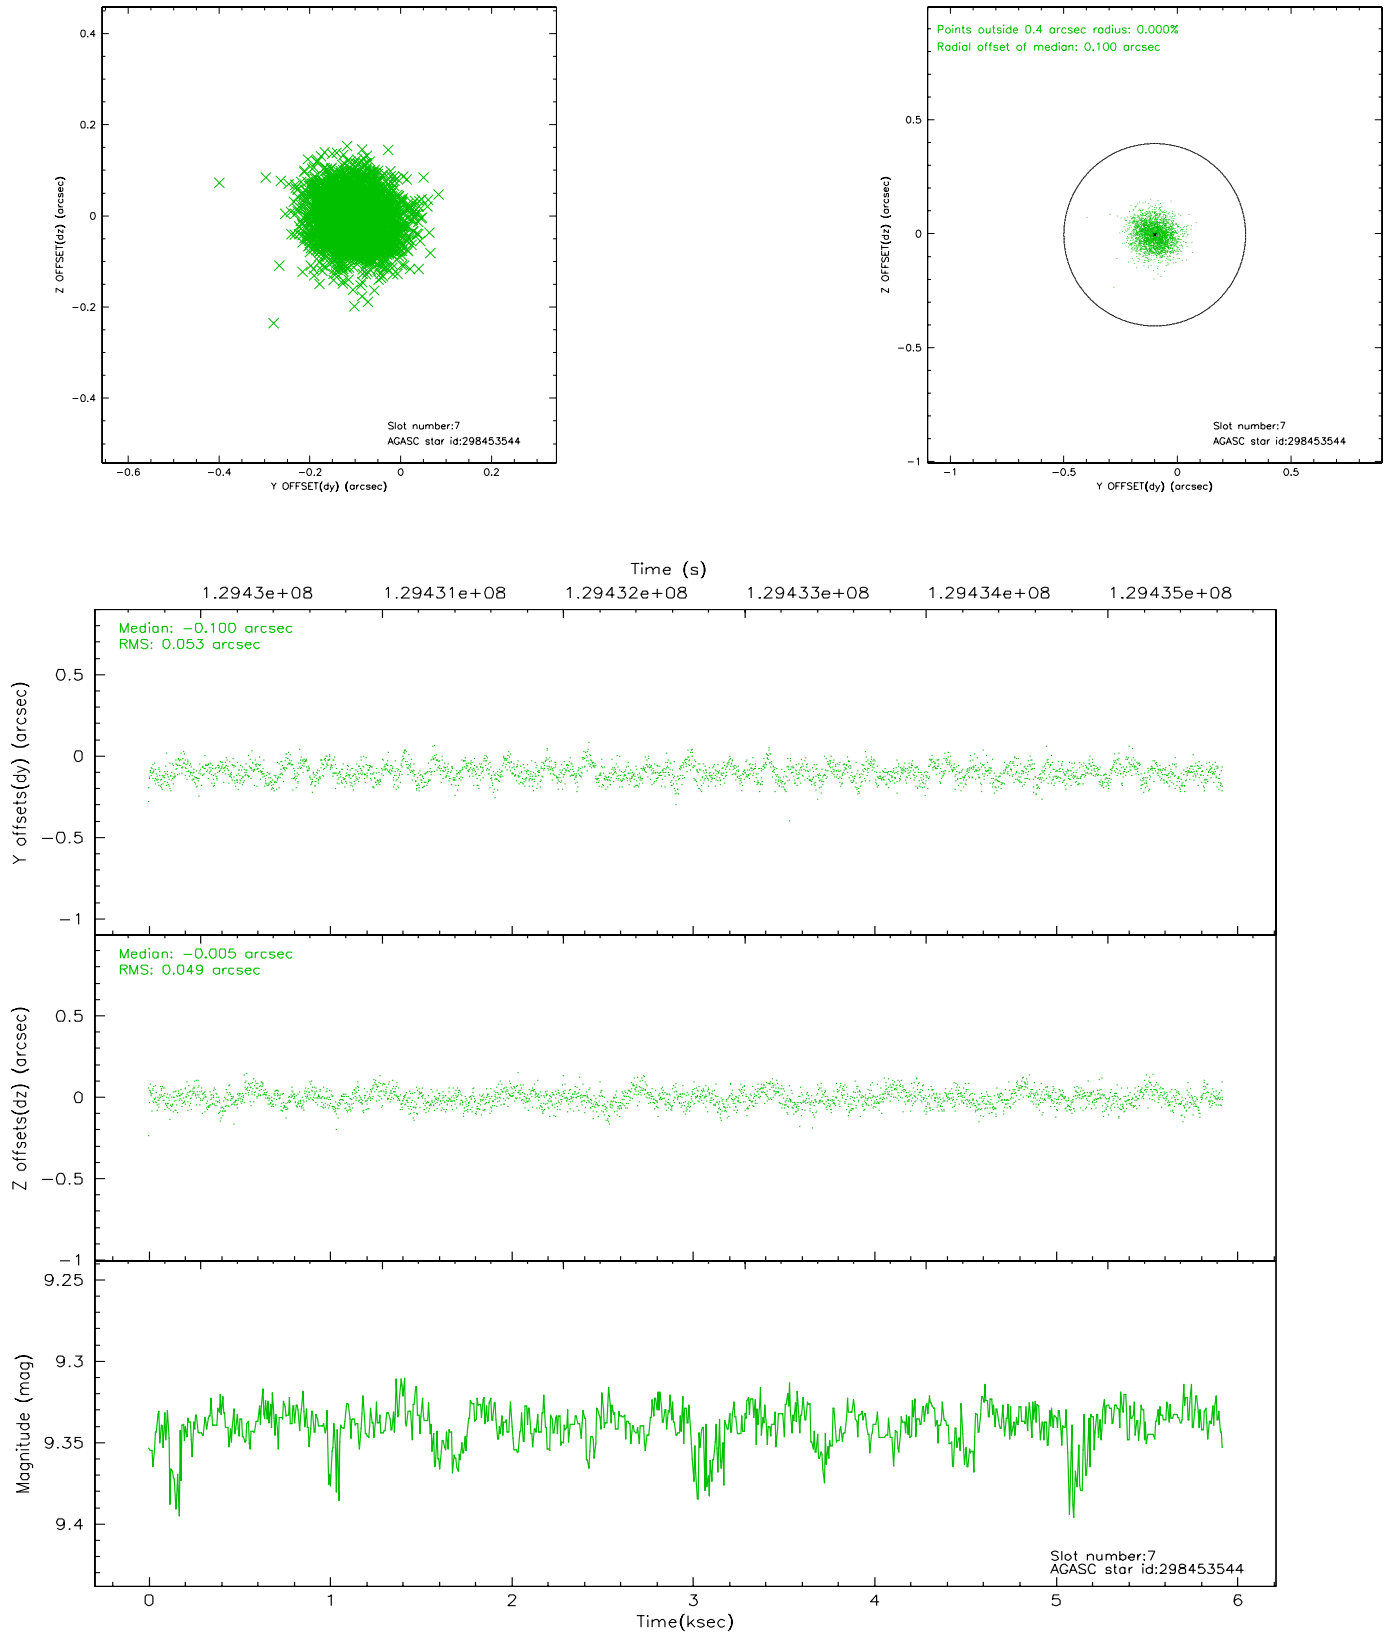 0.4
0.2
0
-0.2
-0.4
Z OFFSET(dz) (arcsec)
Slot number:7
AGASC star id:298453544
-0.6 -0.4 -0.2 0 0.2
Y OFFSET(dy) (arcsec)
Points outside 0.4 arcsec radius: 0.000%
Radial offset of median: 0.100 arcsec
0.5
0
-0.5
-1
Z OFFSET(dz) (arcsec)
Slot number:7
AGASC star id:298453544
-1 -0.5 0 0.5
Y OFFSET(dy) (arcsec)
Time (s)
1.2943e+08 1.29431e+08 1.29432e+08 1.29433e+08 1.29434e+08 1.29435e+08
Median: -0.100 arcsec
RMS: 0.053 arcsec
0.5
0
-0.5
-1
Y offsets(dy) (arcsec)
Median: -0.005 arcsec
RMS: 0.049 arcsec
0.5
0
-0.5
-1
Z offsets(dz) (arcsec)
9.25
9.3
9.35
9.4
Magnitude (mag)
Slot number:7
AGASC star id:298453544
0 1 2 3 4 5 6
Time(ksec)